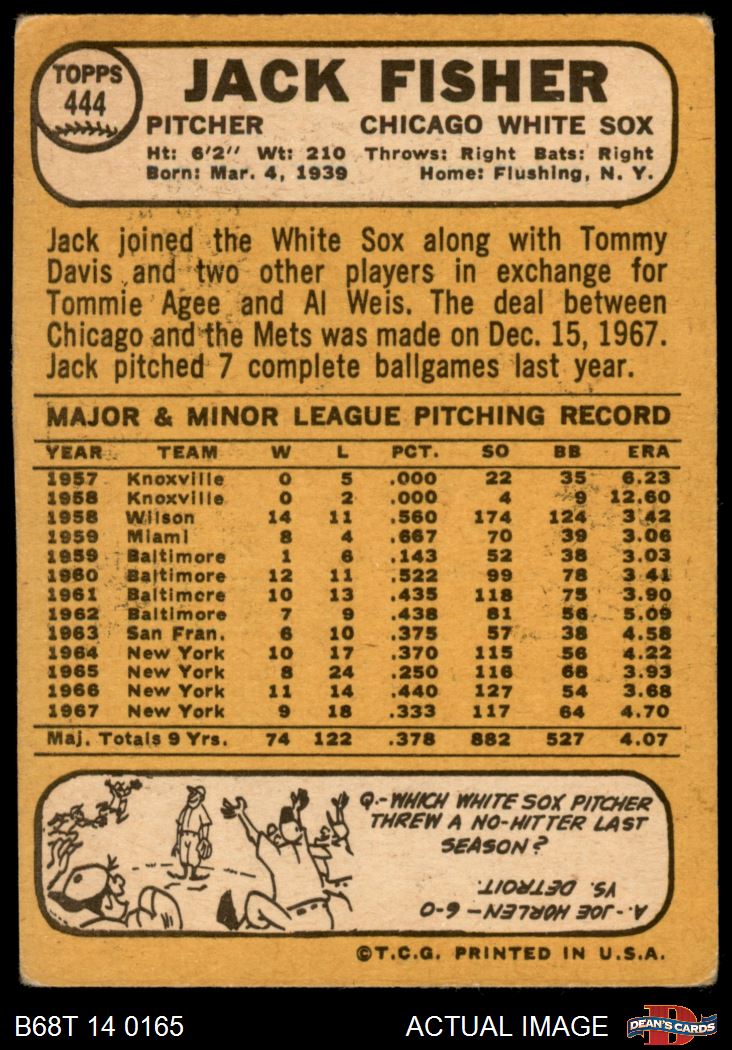 TOPPS
444
JACK FISHER
PITCHER CHICAGO WHITE SOX
Ht: 6'2" Wt: 210 Throws: Right Bats: Right
Born: Mar. 4, 1939 Home: Flushing, N. Y.
Jack joined the White Sox along with Tommy
Davis and two other players in exchange for
Tommie Agee and Al Weis. The deal between
Chicago and the Mets was made on Dec. 15, 1967.
Jack pitched 7 complete ballgames last year.
MAJOR & MINOR LEAGUE PITCHING RECORD
YEAR TEAM W L PCT. SO BB ERA
1957 Knoxville 0 5 .000 22 35 6.23
1958 Knoxville 0 2 .000 4 9 12.60
1958 Wilson 14 11 .560 174 124 3.42
1959 Miami 8 4 .667 70 39 3.06
1959 Baltimore 1 6 .143 52 38 3.03
1960 Baltimore 12 11 .522 99 78 3.41
1961 Baltimore 10 13 .435 118 75 3.90
1962 Baltimore 7 9 .438 81 56 5.09
1963 San Fran. 6 10 .375 57 38 4.58
1964 New York 10 17 .370 115 56 4.22
1965 New York 8 24 .250 116 68 3.93
1966 New York 11 14 .440 127 54 3.68
1967 New York 9 18 .333 117 64 4.70
Maj. Totals 9 Yrs. 74 122 .378 882 527 4.07
Q.-WHICH WHITE SOX PITCHER
THREW A NO-HITTER LAST
SEASON?
A. JOE HORLEN 6-0
VS. DETROIT.
©T.C.G. PRINTED IN U.S.A.
B68T 14 0165 ACTUAL IMAGE
D
DEAN'S CARDS